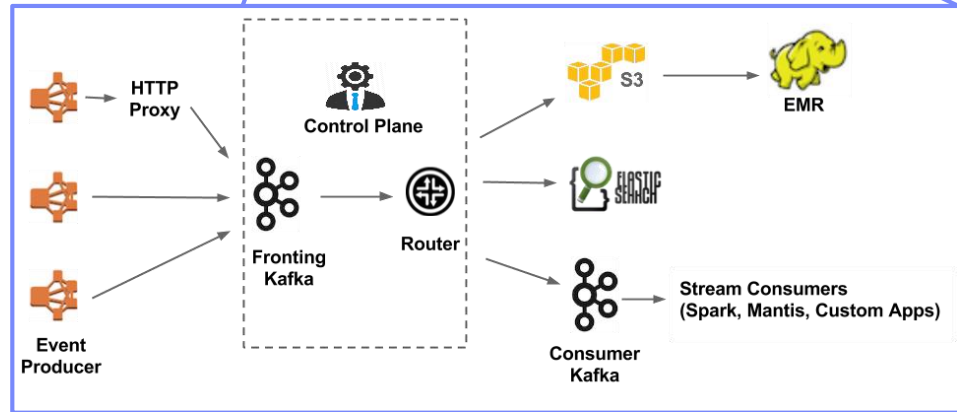 HTTP
Proxy
Event
Producer
Control Plane
Fronting
Kafka
Router
S3
EMR
ELASTIC
SEARCH
Consumer
Kafka
Stream Consumers
(Spark, Mantis, Custom Apps)